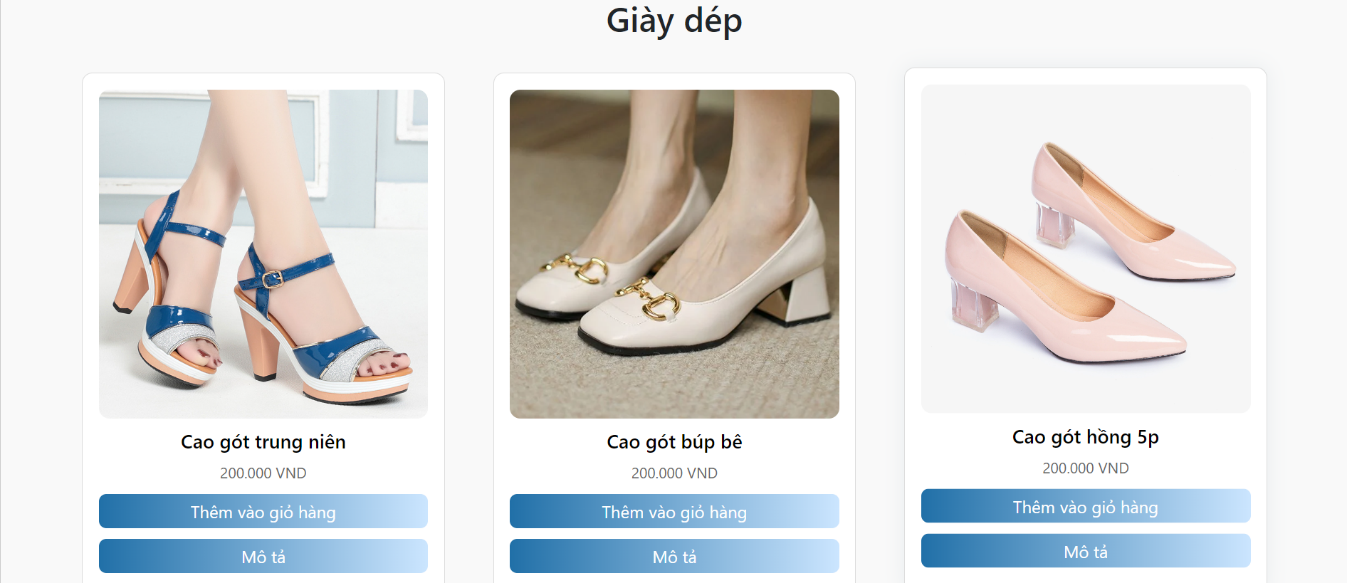 Giày dép
Cao gót trung niên
200.000 VND
Thêm vào giỏ hàng
Mô tả
Cao gót búp bê
200.000 VND
Thêm vào giỏ hàng
Mô tả
Cao gót hồng 5p
200.000 VND
Thêm vào giỏ hàng
Mô tả